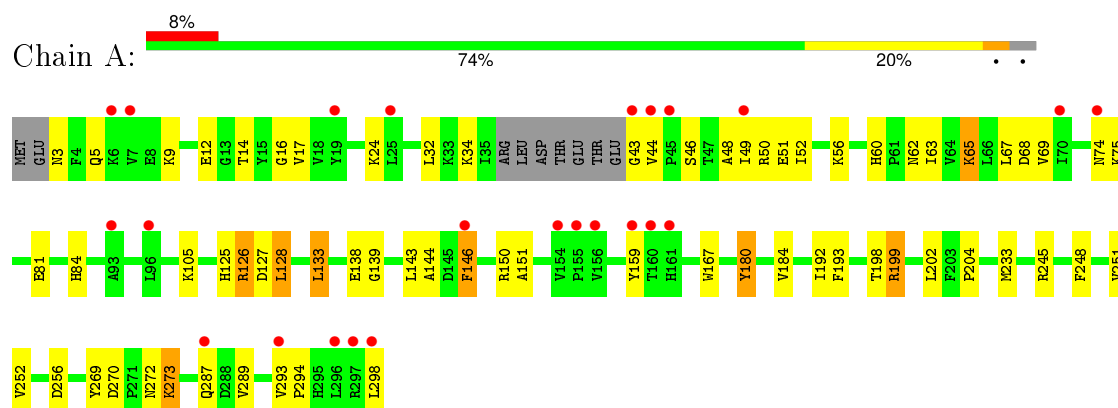 8%
Chain A:
74% 20% • •
MET GLU N3 F4 Q5 K6 V7 E8 K9 E12 G13 T14 Y15 G16 V17 V18 Y19 K24 L25 L32 K33 K34 I35 ARG LEU ASP THR GLU THR GLU G43 V44 P45 S46 T47 A48 I49 R50 E51 I52 K56 H60 P61 N62 I63 V64 K65 L66 L67 D68 V69 I70 N74 K75
E81 H84 A93 L96 K105 H125 R126 D127 L128 L133 E138 G139 L143 A144 D145 F146 R150 A151 V154 P155 V156 Y159 T160 H161 W167 Y180 V184 I192 F193 T198 R199 L202 F203 P204 M233 R245 F248 V251
V252 D256 Y269 D270 P271 N272 K273 Q287 D288 V289 V293 P294 H295 L296 R297 L298